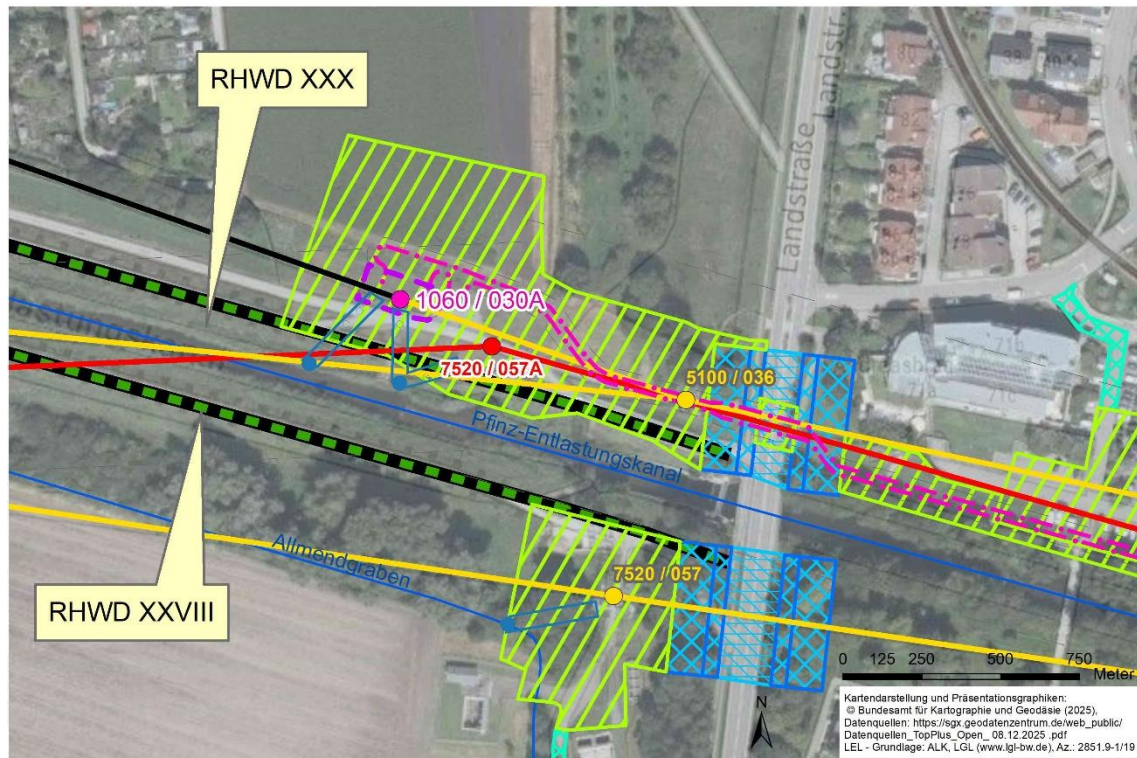 RHWD XXX
Landstr
Landstraße
1060 / 030A
7520 / 057A
5100 / 036
Pfinz-Entlastungskanal
RHWD XXVIII
Allmendgraben
7520 / 057
0 125 250 500 750
Meter
N
Kartendarstellung und Präsentationsgraphiken:
© Bundesamt für Kartographie und Geodäsie (2025),
Datenquellen: https://sgx.geodatenzentrum.de/web_public/
Datenquellen_TopPlus_Open_ 08.12.2025 .pdf
LEL - Grundlage: ALK, LGL (www.lgl-bw.de), Az.: 2851.9-1/19